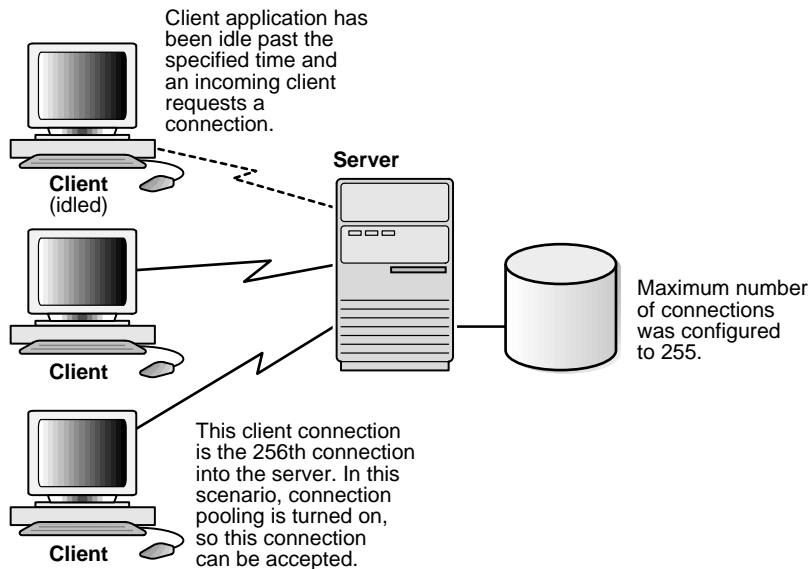 Client application has
been idle past the
specified time and
an incoming client
requests a
connection.
Server
Client
(idled)
Maximum number
of connections
was configured
to 255.
Client
This client connection
is the 256th connection
into the server. In this
scenario, connection
pooling is turned on,
so this connection
can be accepted.
Client